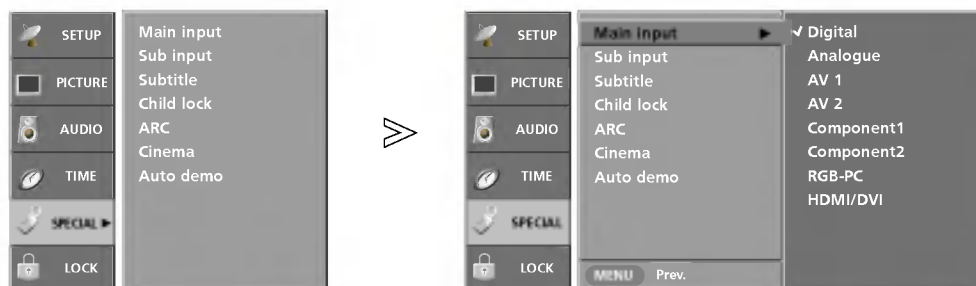 SETUP
PICTURE
AUDIO
TIME
SPECIAL ▶
LOCK
Main input
Sub input
Subtitle
Child lock
ARC
Cinema
Auto demo
SETUP
PICTURE
AUDIO
TIME
SPECIAL
LOCK
Main input ▶
Sub input
Subtitle
Child lock
ARC
Cinema
Auto demo
MENU Prev.
✓ Digital
Analogue
AV 1
AV 2
Component1
Component2
RGB-PC
HDMI/DVI